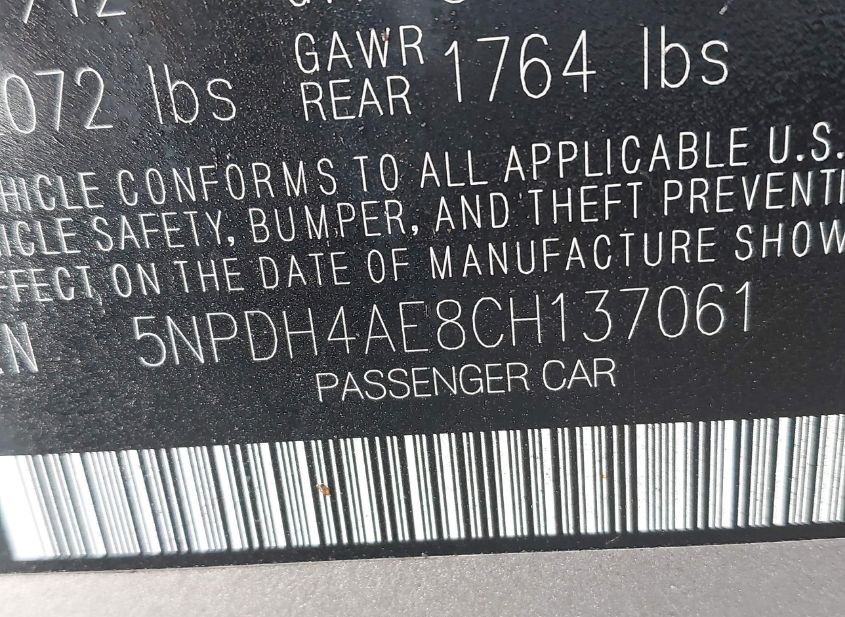 GAWR
REAR 1764 lbs
072 lbs
HICLE CONFORMS TO ALL APPLICABLE U.S.
ICLE SAFETY, BUMPER, AND THEFT PREVENTI
FFECT ON THE DATE OF MANUFACTURE SHOW
N 5NPDH4AE8CH137061
PASSENGER CAR